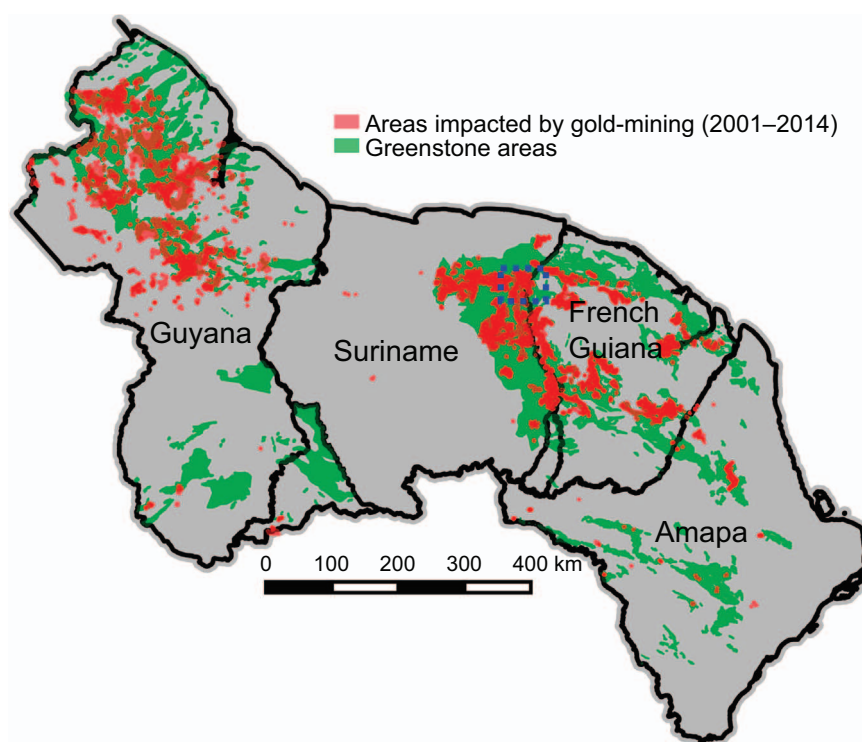 Areas impacted by gold-mining (2001–2014)
Greenstone areas
Guyana
Suriname
French
Guiana
Amapa
0 100 200 300 400 km